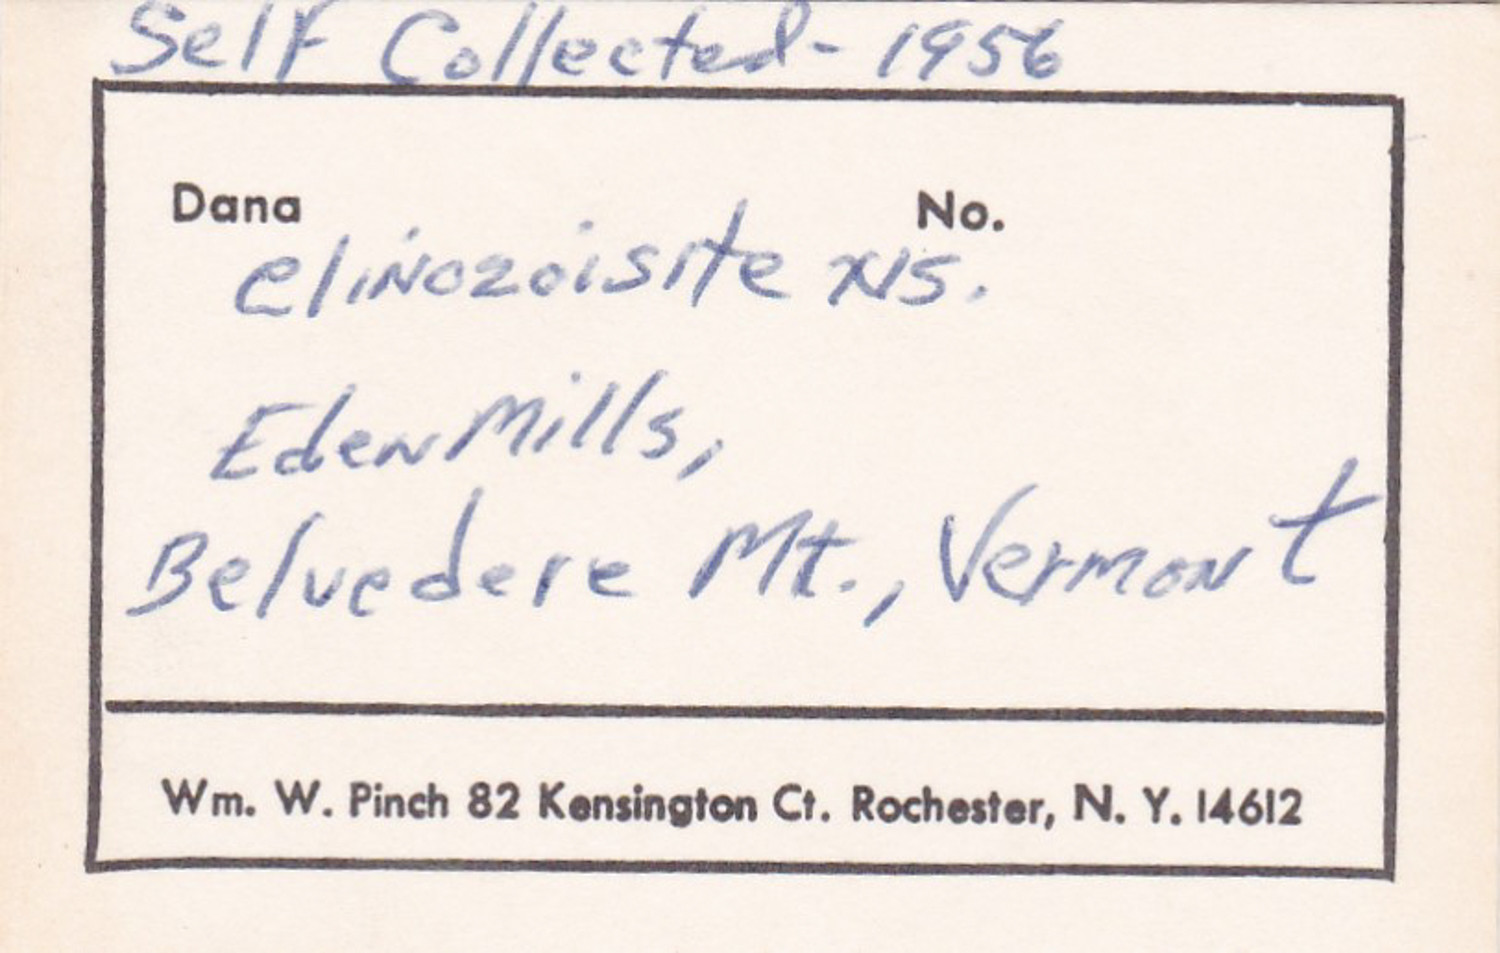 Self Collected - 1956
Dana No.
Clinozoisite xls.
Eden Mills,
Belvedere Mt., Vermont
Wm. W. Pinch 82 Kensington Ct. Rochester, N. Y. 14612